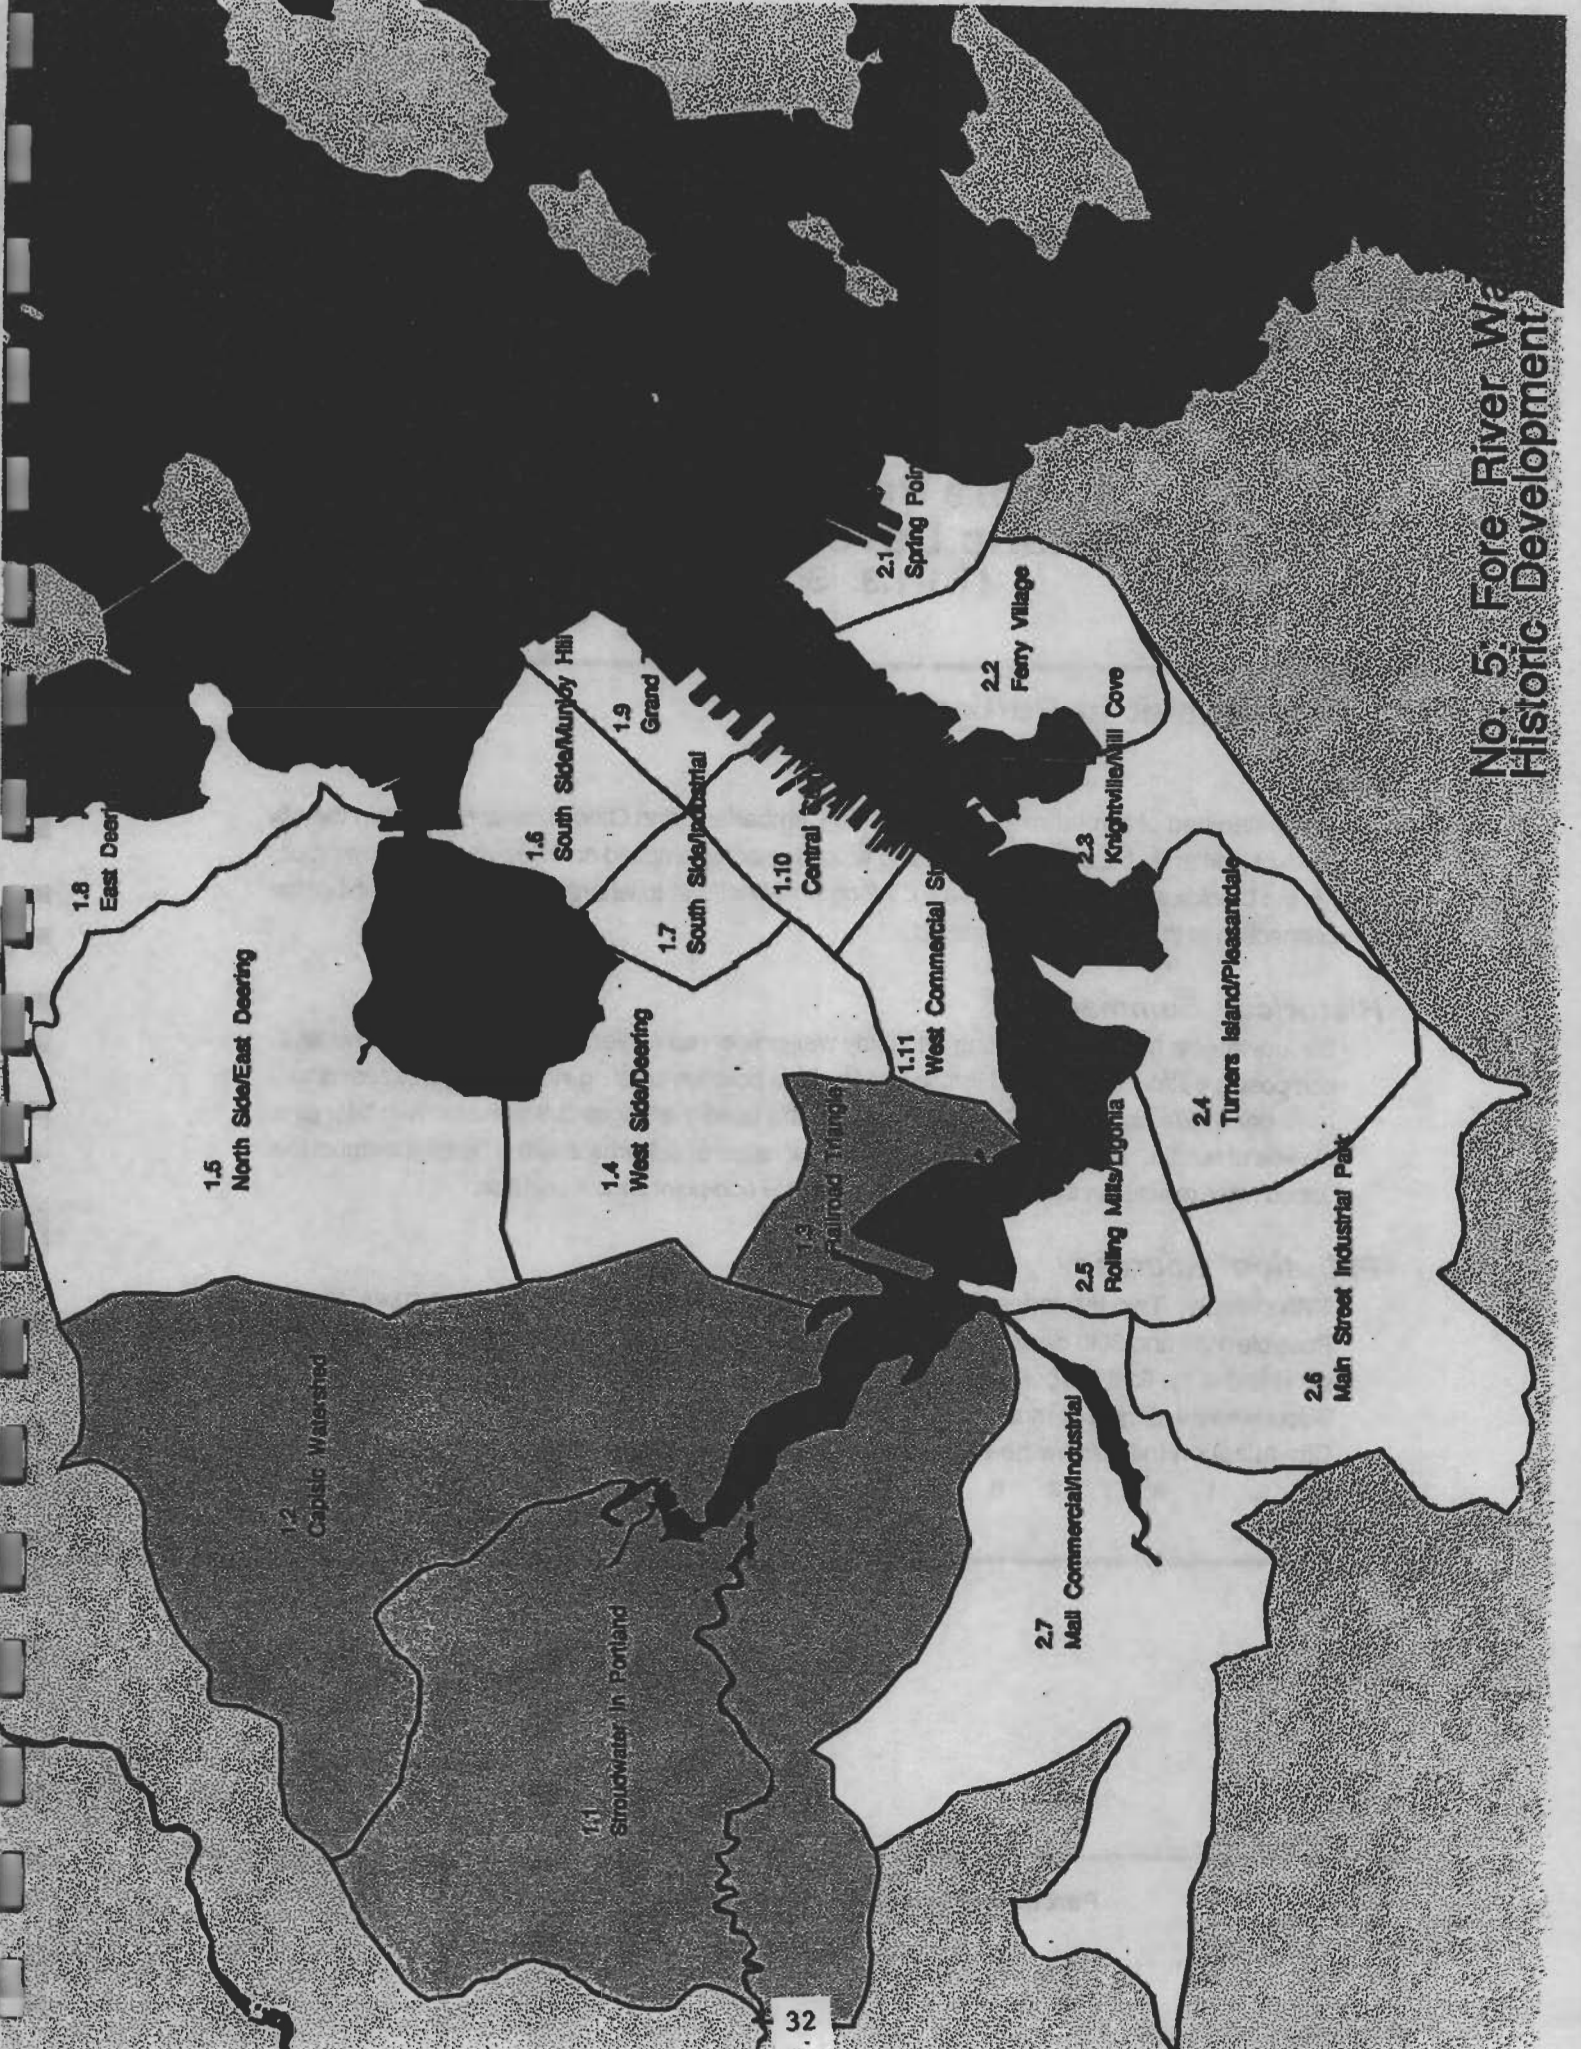 No. 5: Fore River Wa
Historic Development
1.8
East Deer
1.5
North Side/East Deering
1.2
Capisic Watershed
1.6
South Side/Munjoy Hill
1.9
Grand
1.7
South Side/Industrial
1.10
Central
1.4
West Side/Deering
1.11
West Commercial St
1.3
Railroad Triangle
1.1
Stroudwater in Portland
2.1
Spring Poin
2.2
Ferry Village
2.3
Knightville/Mill Cove
2.4
Turners Island/Pleasantdale
2.5
Rolling Mills/Ligonia
2.6
Main Street Industrial Park
2.7
Mall Commercial/Industrial
32